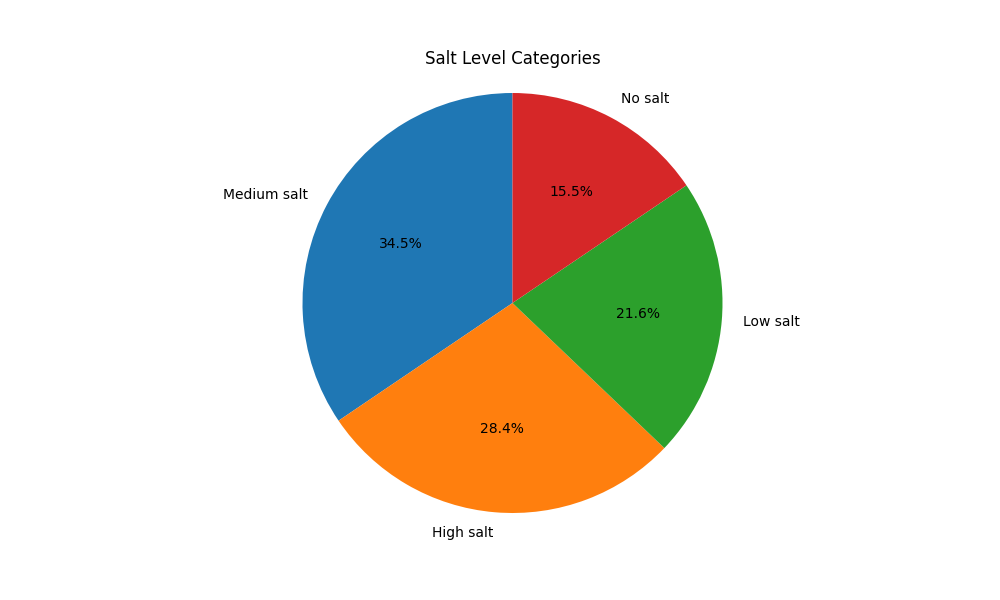 Salt Level Categories
No salt
15.5%
Medium salt
34.5%
21.6%
Low salt
28.4%
High salt